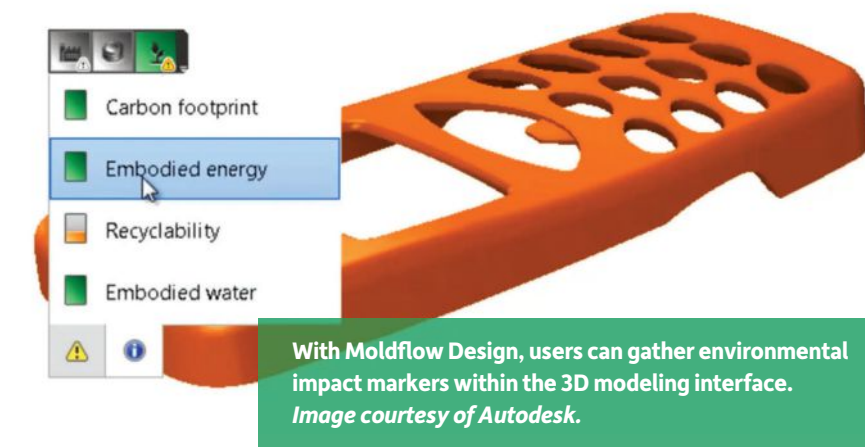 Carbon footprint
Embodied energy
Recyclability
Embodied water
With Moldflow Design, users can gather environmental
impact markers within the 3D modeling interface.
Image courtesy of Autodesk.